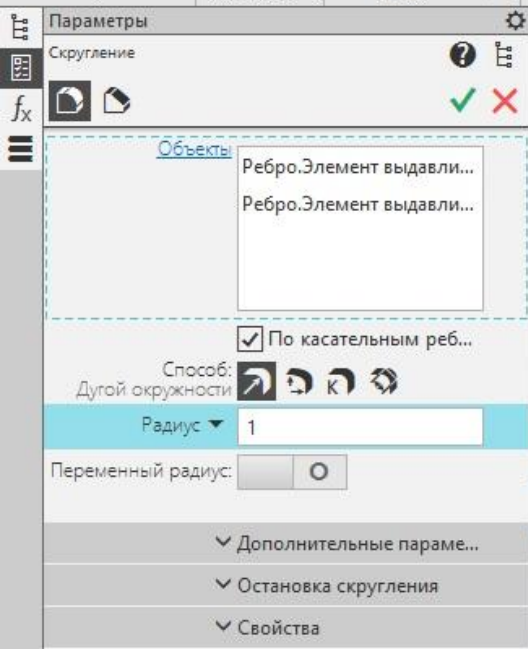 Параметры
Скругление
fx
Объекты
Ребро.Элемент выдавли...
Ребро.Элемент выдавли...
По касательным реб...
Способ:
Дугой окружности
Радиус 1
Переменный радиус:
Дополнительные параме...
Остановка скругления
Свойства